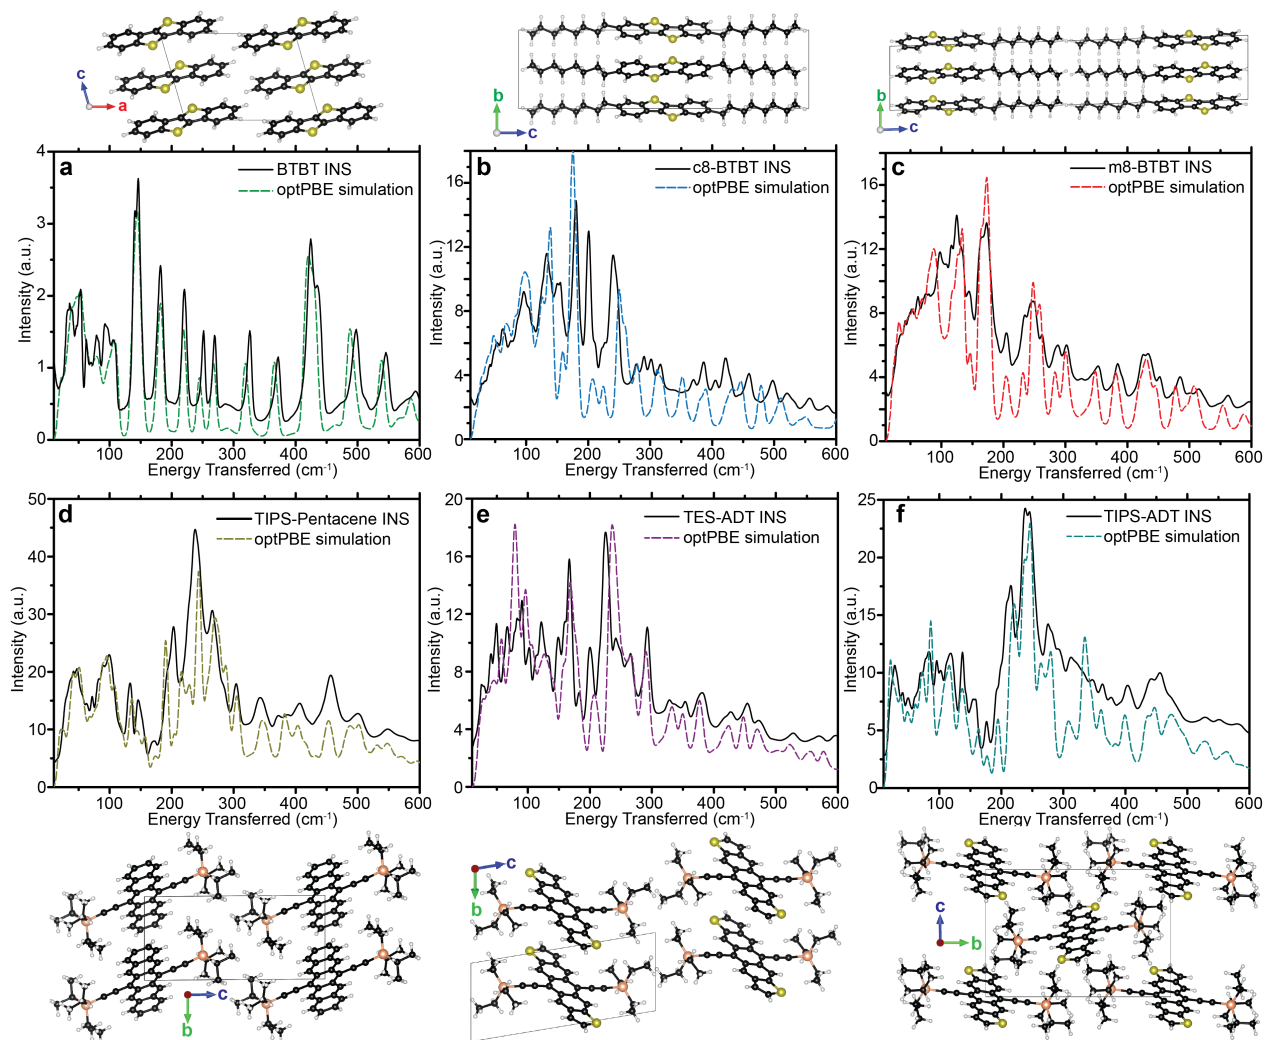 c
a
b
c
b
c
a
BTBT INS
optPBE simulation
4
3
2
1
0
Intensity (a.u.)
100 200 300 400 500 600
Energy Transferred (cm⁻¹)
b
c8-BTBT INS
optPBE simulation
16
12
8
4
0
Intensity (a.u.)
100 200 300 400 500 600
Energy Transferred (cm⁻¹)
c
m8-BTBT INS
optPBE simulation
16
12
8
4
0
Intensity (a.u.)
100 200 300 400 500 600
Energy Transferred (cm⁻¹)
d
TIPS-Pentacene INS
optPBE simulation
50
40
30
20
10
0
Intensity (a.u.)
100 200 300 400 500 600
Energy Transferred (cm⁻¹)
e
TES-ADT INS
optPBE simulation
20
16
12
8
4
0
Intensity (a.u.)
100 200 300 400 500 600
Energy Transferred (cm⁻¹)
f
TIPS-ADT INS
optPBE simulation
25
20
15
10
5
0
Intensity (a.u.)
100 200 300 400 500 600
Energy Transferred (cm⁻¹)
c
b
c
b
c
b